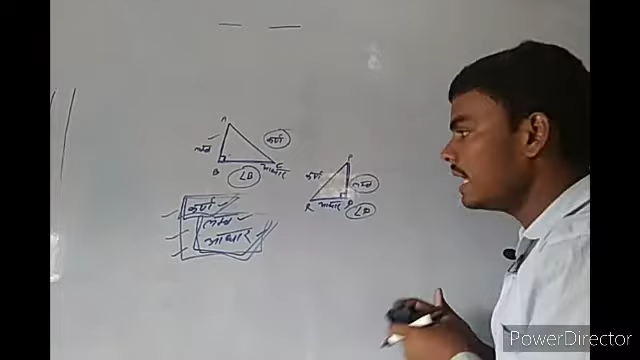 A
लम्ब
कर्ण
B
C
आधार
∠B
P
कर्ण
लम्ब
R
आधार
∠P
कर्ण
लम्ब
आधार
PowerDirector